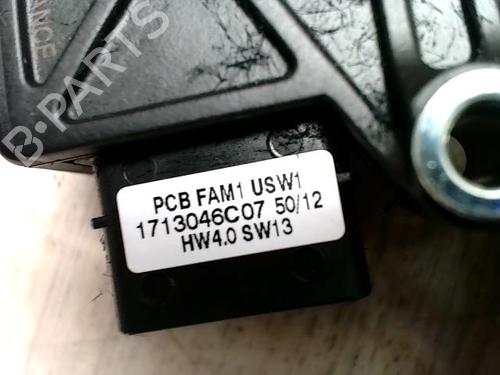 B-PARTS
PCB FAM1 USW1
1713046C07 50/12
HW4.0 SW13